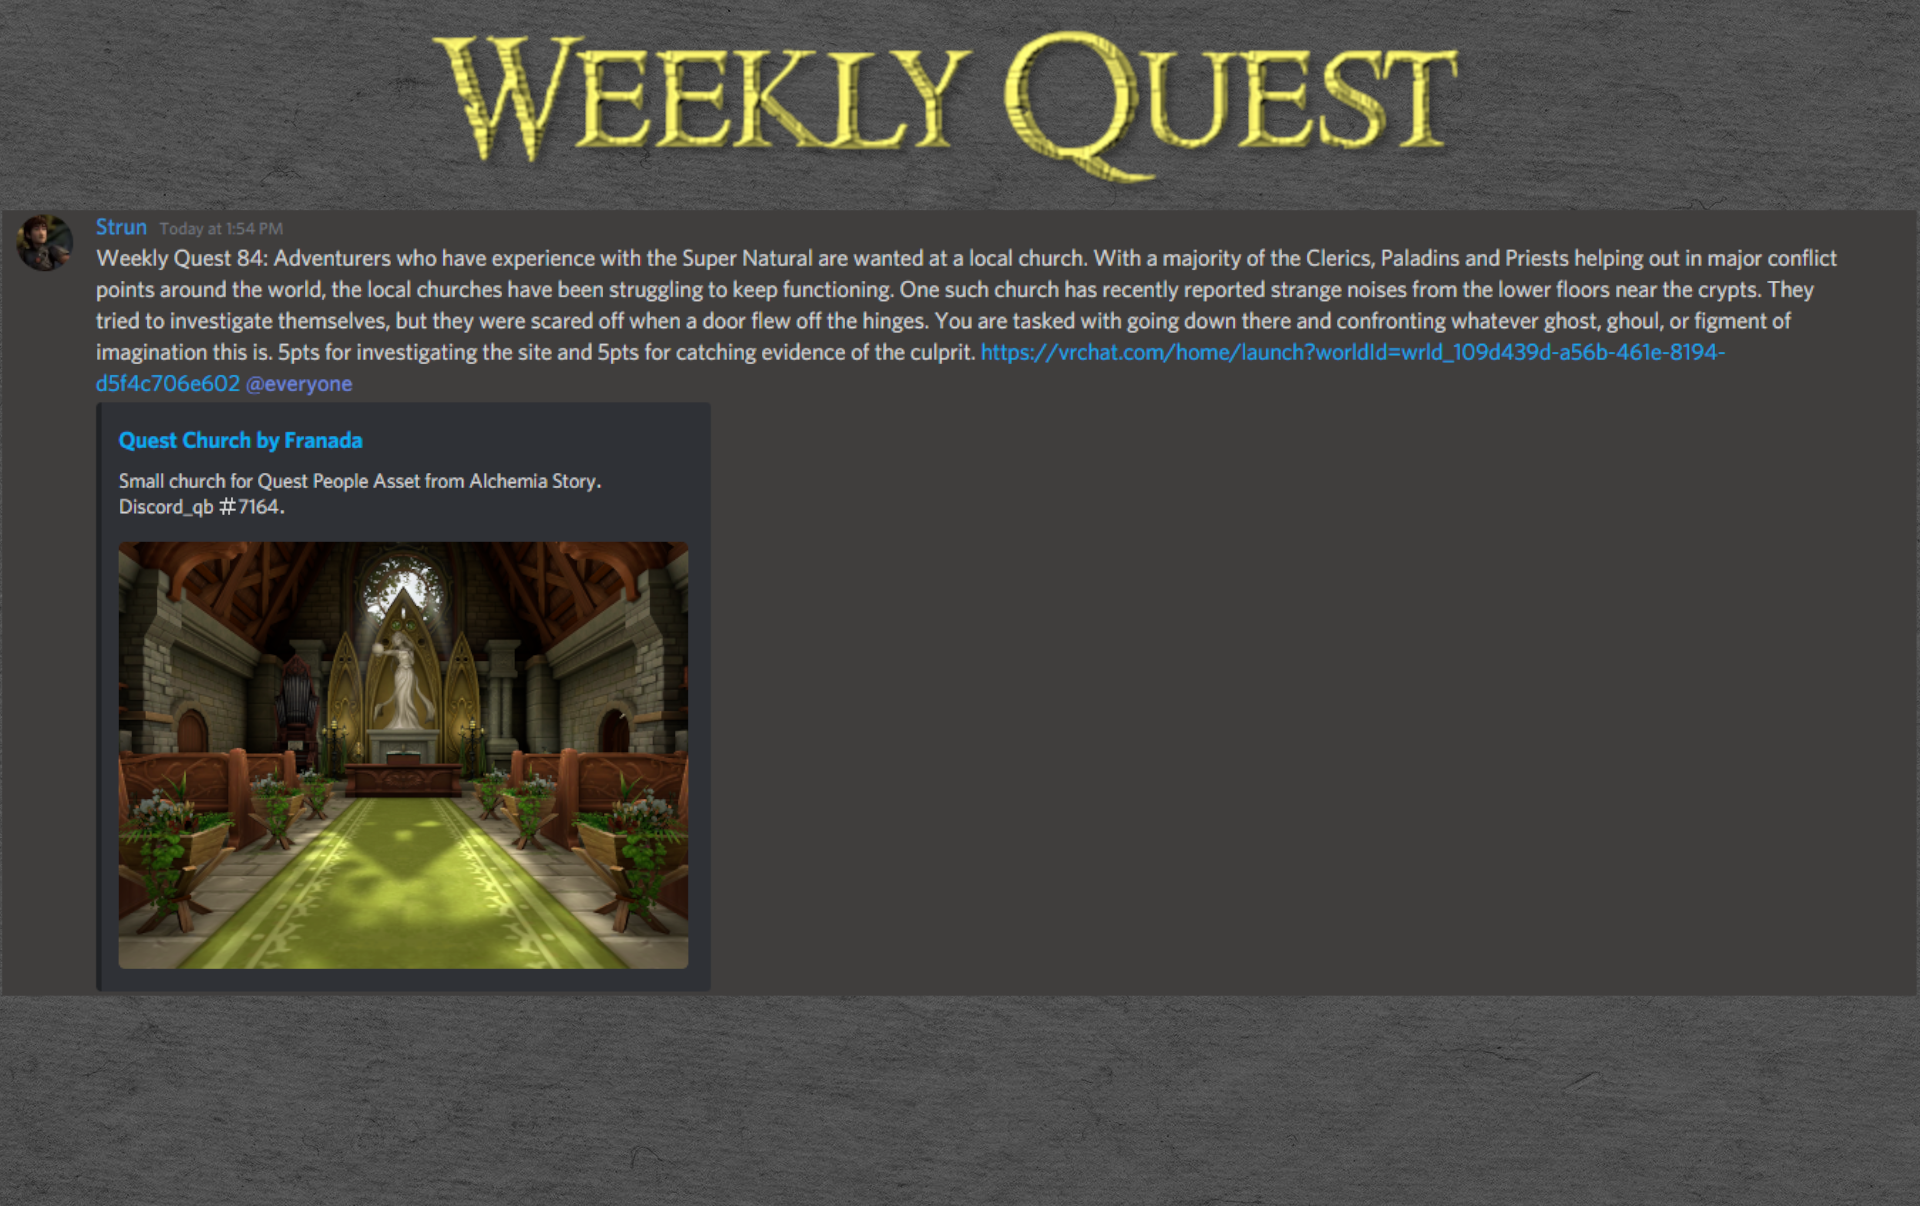 WEEKLY QUEST
Strun Today at 1:54 PM
Weekly Quest 84: Adventurers who have experience with the Super Natural are wanted at a local church. With a majority of the Clerics, Paladins and Priests helping out in major conflict
points around the world, the local churches have been struggling to keep functioning. One such church has recently reported strange noises from the lower floors near the crypts. They
tried to investigate themselves, but they were scared off when a door flew off the hinges. You are tasked with going down there and confronting whatever ghost, ghoul, or figment of
imagination this is. 5pts for investigating the site and 5pts for catching evidence of the culprit. https://vrchat.com/home/launch?worldId=wrld_109d439d-a56b-461e-8194-
d5f4c706e602 @everyone
Quest Church by Franada
Small church for Quest People Asset from Alchemia Story.
Discord_qb #7164.